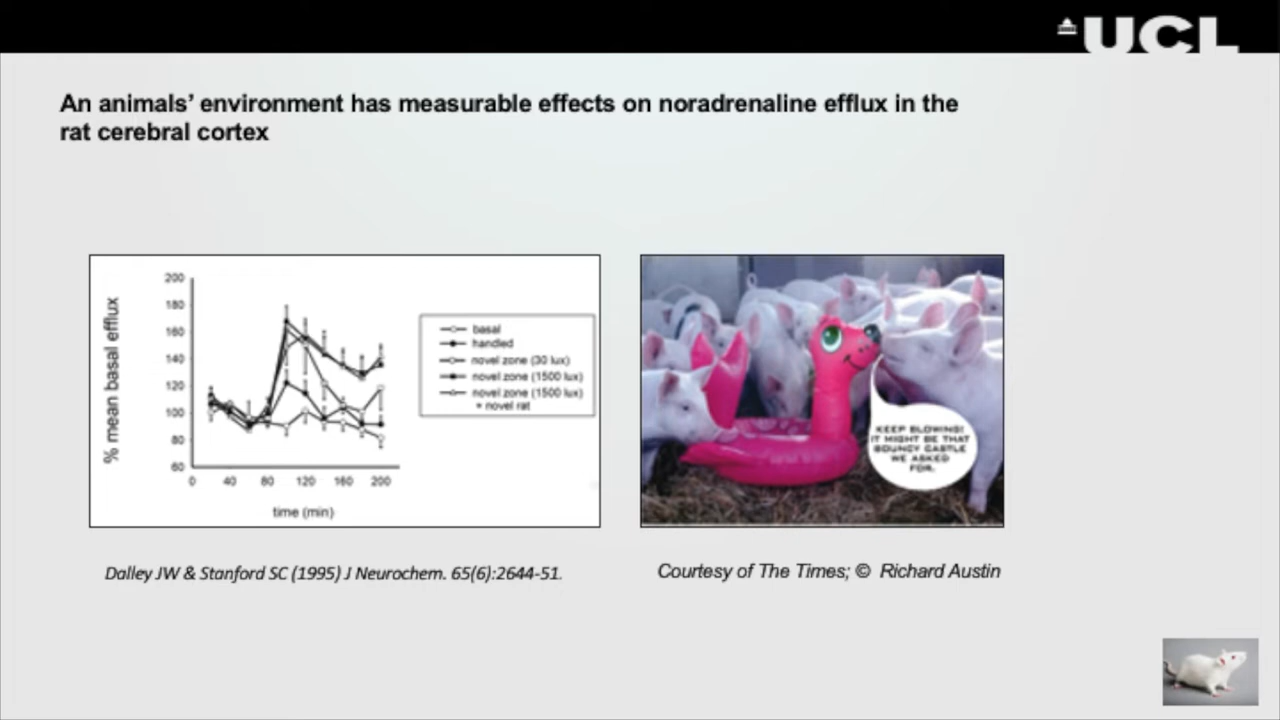 UCL
An animals’ environment has measurable effects on noradrenaline efflux in the
rat cerebral cortex
% mean basal efflux
200
180
160
140
120
100
80
60
0 40 80 120 160 200
time (min)
basal
handled
novel zone (30 lux)
novel zone (1500 lux)
novel zone (1500 lux)
+ novel rat
KEEP BLOWING!
IT MIGHT BE THAT
BOUNCY CASTLE
WE ASKED
FOR.
Dalley JW & Stanford SC (1995) J Neurochem. 65(6):2644-51.
Courtesy of The Times; © Richard Austin